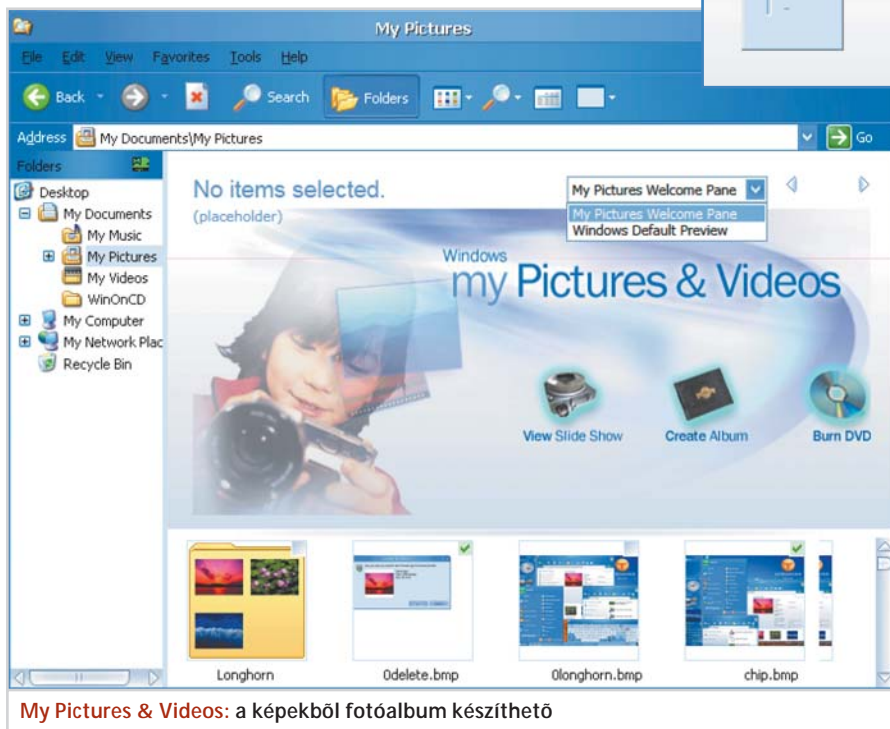 My Pictures
File Edit View Favorites Tools Help
Back Search Folders
Address My Documents\My Pictures Go
Folders
Desktop
My Documents
My Music
My Pictures
My Videos
WinOnCD
My Computer
My Network Plac
Recycle Bin
No items selected.
(placeholder)
My Pictures Welcome Pane
My Pictures Welcome Pane
Windows Default Preview
Windows
my Pictures & Videos
View Slide Show Create Album Burn DVD
Longhorn 0delete.bmp 0longhorn.bmp chip.bmp
My Pictures & Videos: a képekből fotóalbum készíthető